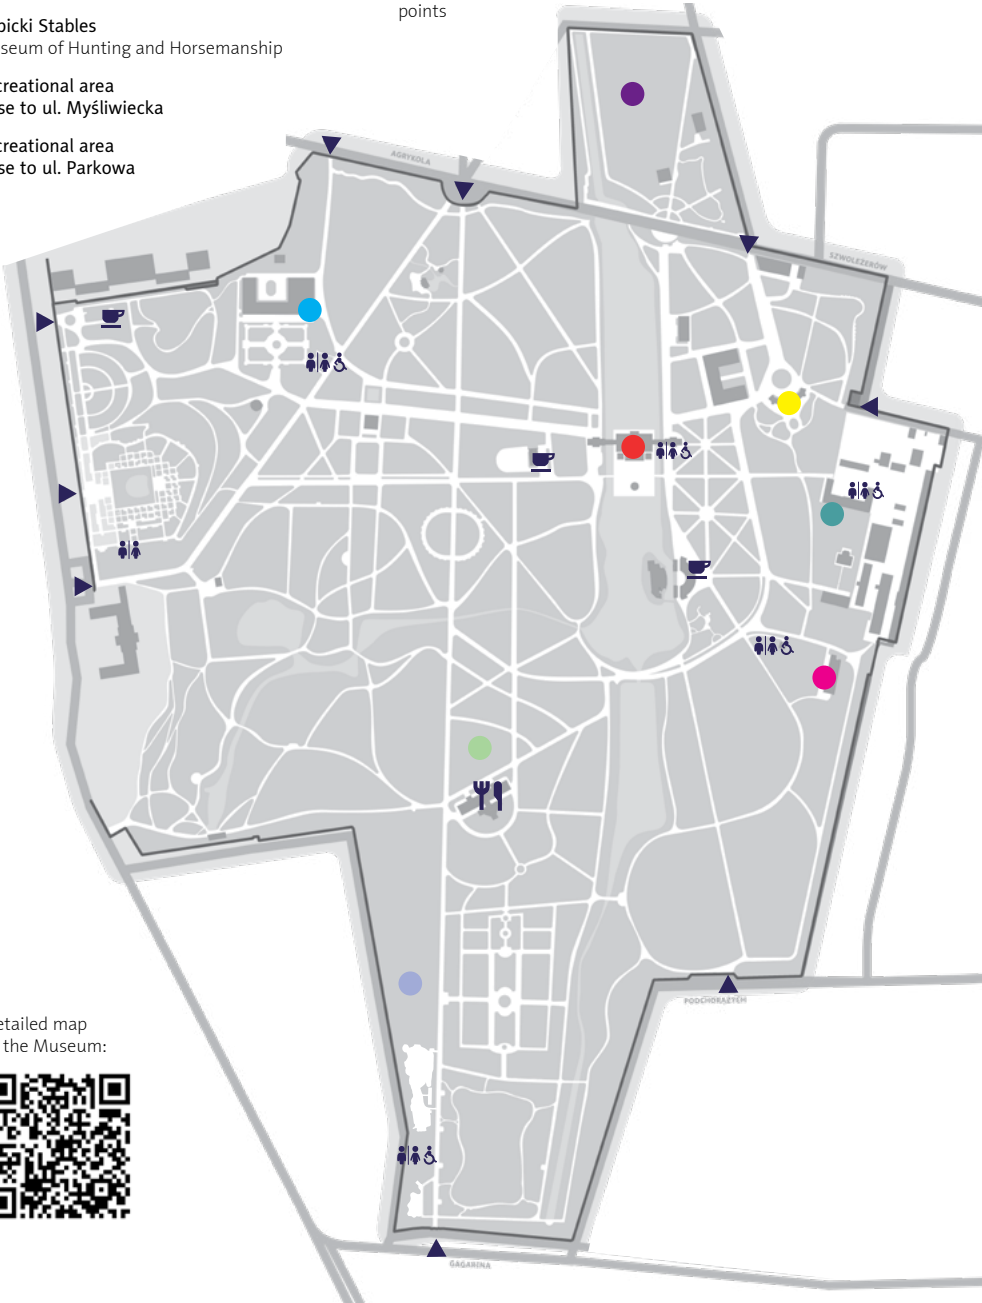 points
bicki Stables
seum of Hunting and Horsemanship
creational area
se to ul. Myśliwiecka
creational area
se to ul. Parkowa
AGRYKOLA
SZWOLEŻERÓW
PODCHORĄŻYCH
etailed map
the Museum:
GAGARINA